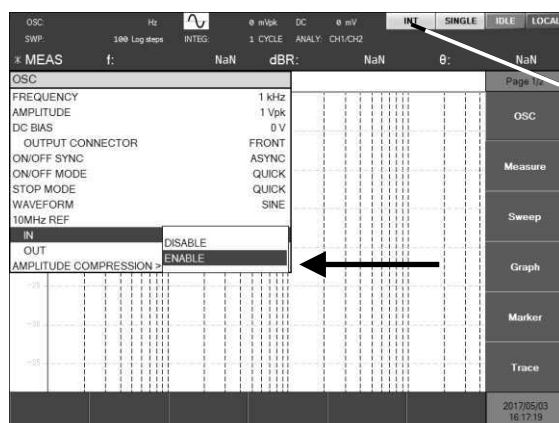 OSC: Hz 0 mVpk DC 0 mV INT SINGLE IDLE LOCAL
SWP: 100 Log steps INTEG: 1 CYCLE ANALY: CH1/CH2
* MEAS f: NaN dBR: NaN θ: NaN
OSC
Page 1/2
FREQUENCY 1 kHz
AMPLITUDE 1 Vpk
DC BIAS 0 V
OUTPUT CONNECTOR FRONT
ON/OFF SYNC ASYNC
ON/OFF MODE QUICK
STOP MODE QUICK
WAVEFORM SINE
10MHz REF
IN
DISABLE
OUT
ENABLE
AMPLITUDE COMPRESSION >
OSC
Measure
Sweep
Graph
Marker
Trace
2017/05/03
16:17:19